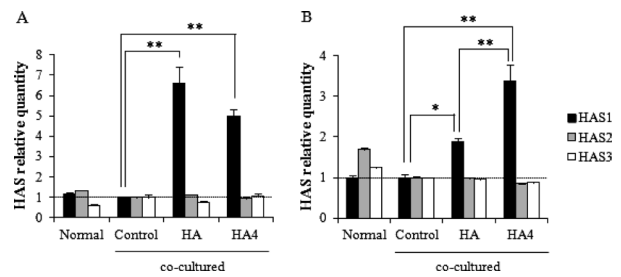 A
B
HAS relative quantity
8
7
6
5
4
3
2
1
0
**
**
Normal
Control
HA
HA4
co-cultured
HAS relative quantity
4
3
2
1
0
**
**
*
Normal
Control
HA
HA4
co-cultured
HAS1
HAS2
HAS3